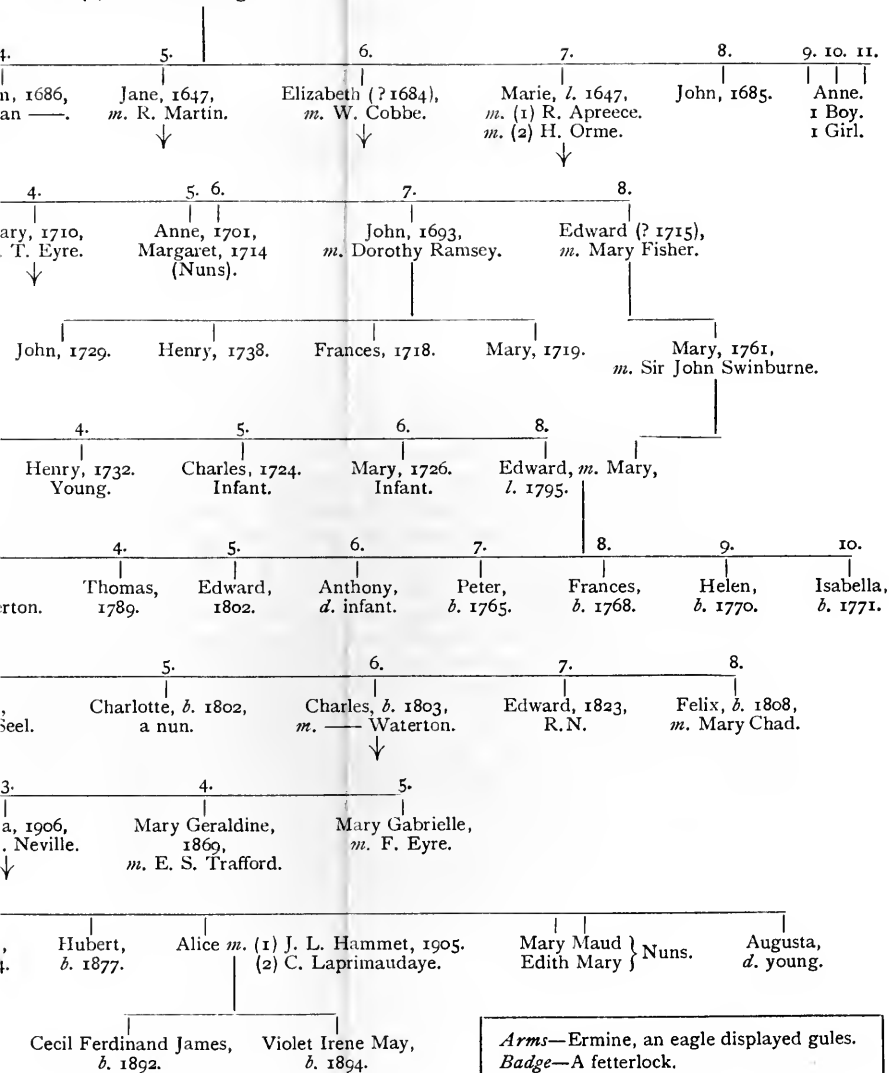 4. 5. 6. 7. 8. 9. 10. 11.
n, 1686, Jane, 1647, Elizabeth (? 1684), Marie, l. 1647, John, 1685. Anne.
an ——. m. R. Martin. m. W. Cobbe. m. (1) R. Apreece. 1 Boy.
m. (2) H. Orme. 1 Girl.
4. 5. 6. 7. 8.
ary, 1710, Anne, 1701, John, 1693, Edward (? 1715),
. T. Eyre. Margaret, 1714 m. Dorothy Ramsey. m. Mary Fisher.
(Nuns).
John, 1729. Henry, 1738. Frances, 1718. Mary, 1719. Mary, 1761,
m. Sir John Swinburne.
4. 5. 6. 8.
Henry, 1732. Charles, 1724. Mary, 1726. Edward, m. Mary,
Young. Infant. Infant. l. 1795.
4. 5. 6. 7. 8. 9. 10.
Thomas, Edward, Anthony, Peter, Frances, Helen, Isabella,
rton. 1789. 1802. d. infant. b. 1765. b. 1768. b. 1770. b. 1771.
5. 6. 7. 8.
, Charlotte, b. 1802, Charles, b. 1803, Edward, 1823, Felix, b. 1808,
Seel. a nun. m. —— Waterton. R.N. m. Mary Chad.
3. 4. 5.
a, 1906, Mary Geraldine, Mary Gabrielle,
. Neville. 1869, m. F. Eyre.
m. E. S. Trafford.
, Hubert, Alice m. (1) J. L. Hammet, 1905. Mary Maud } Nuns. Augusta,
4. b. 1877. (2) C. Laprimaudaye. Edith Mary d. young.
Cecil Ferdinand James, Violet Irene May,
b. 1892. b. 1894.
Arms—Ermine, an eagle displayed gules.
Badge—A fetterlock.